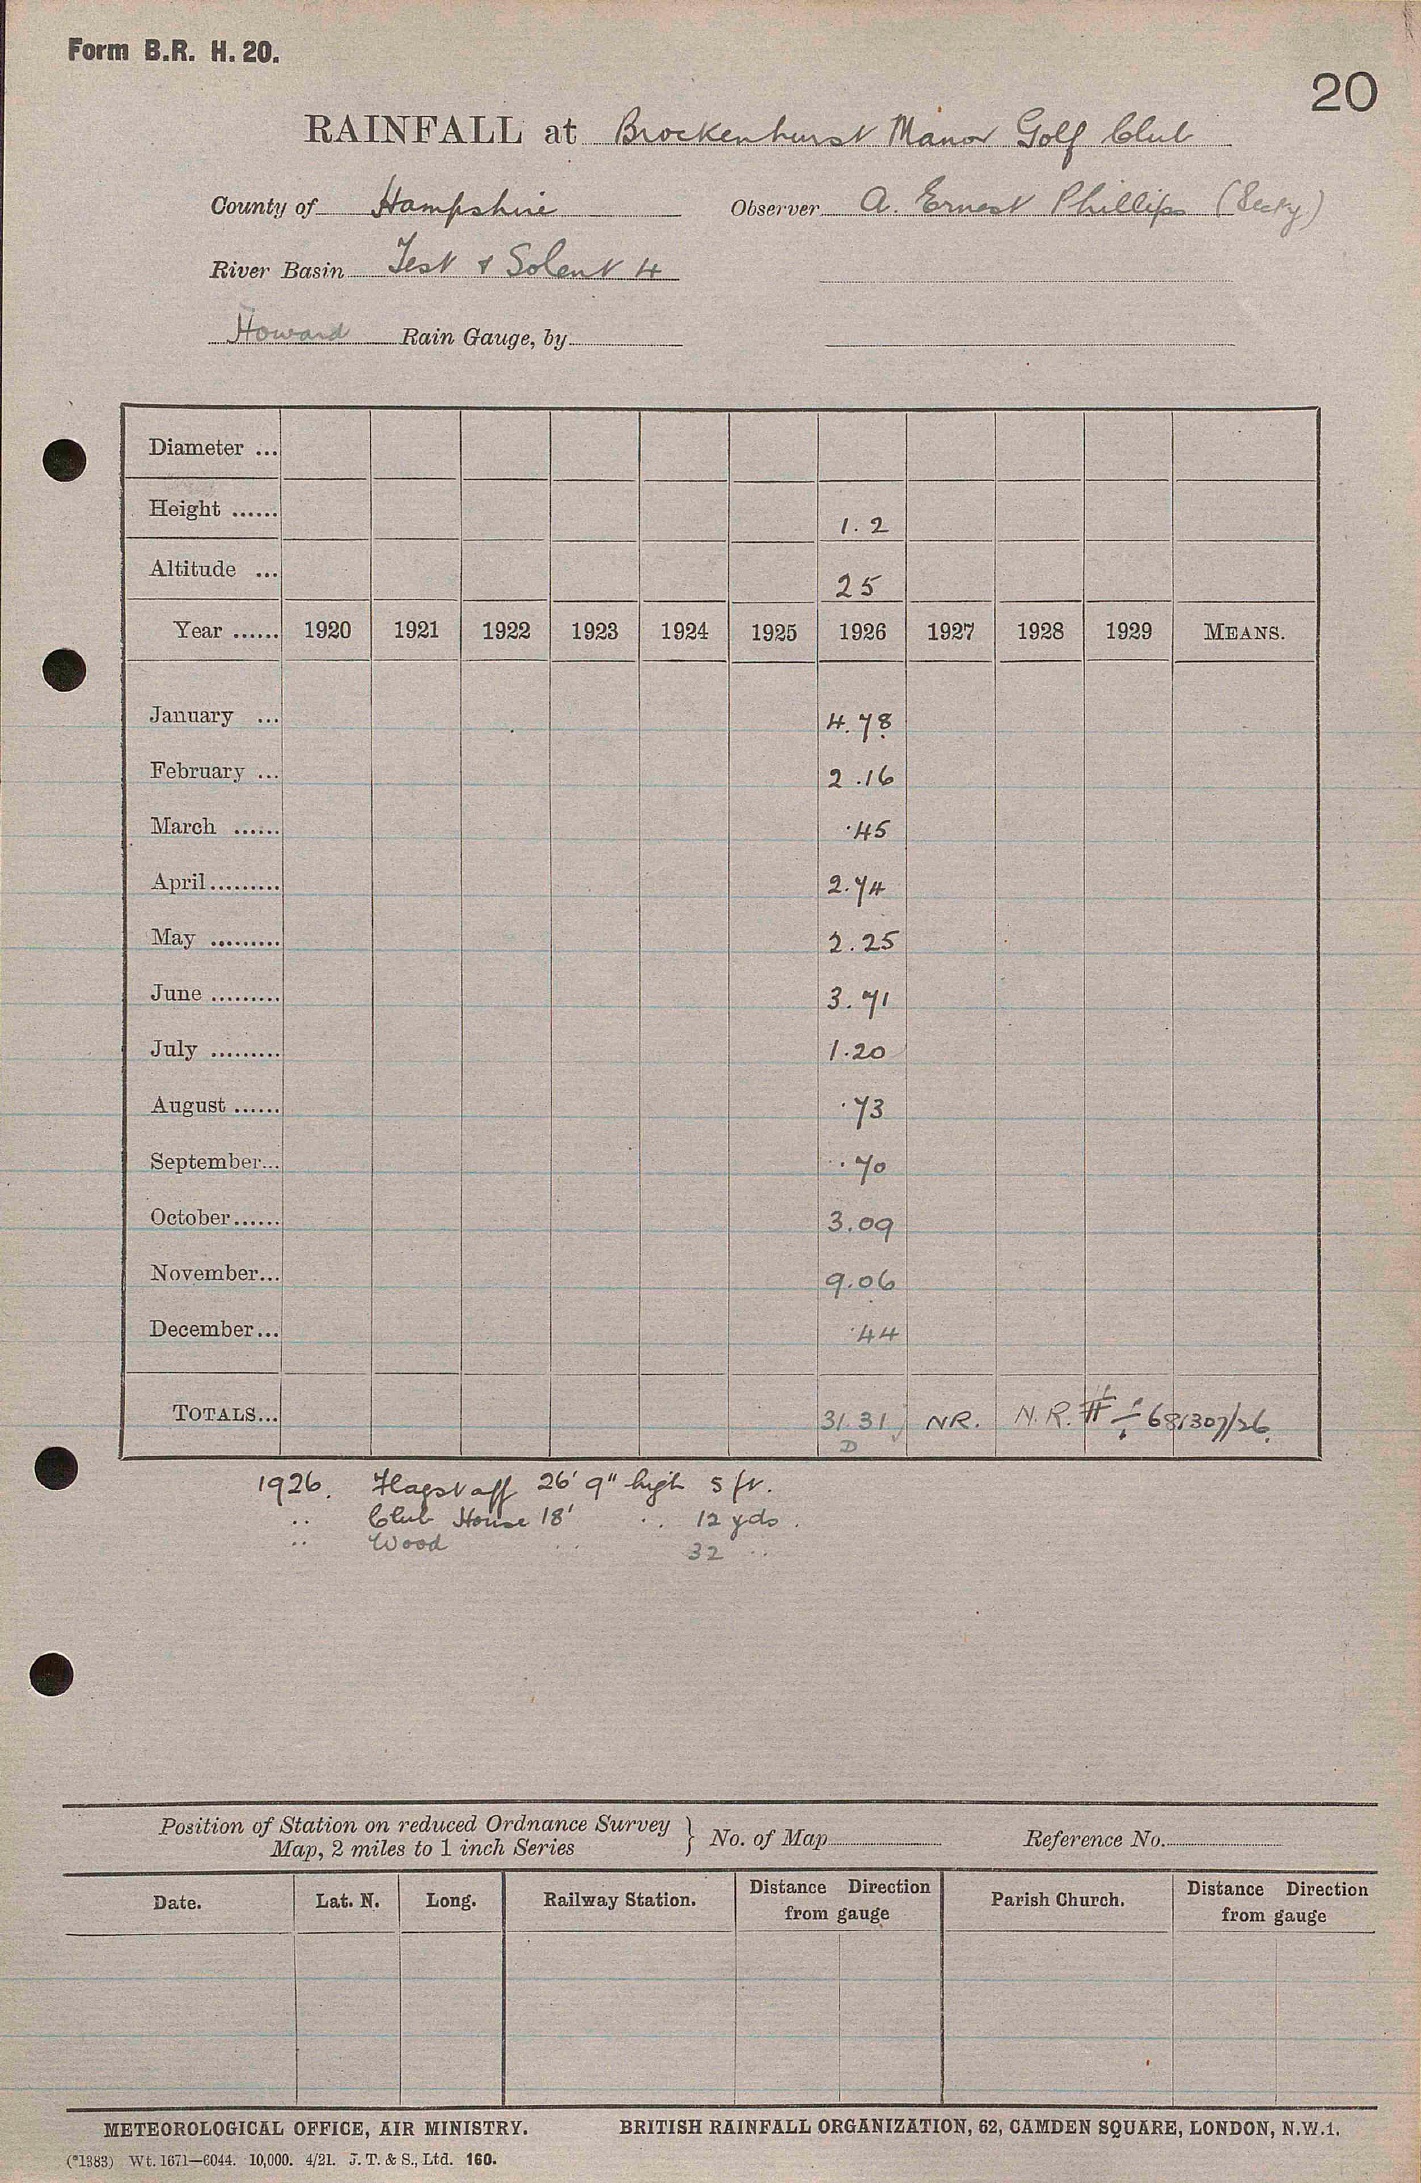 Form B.R. H. 20.
20
RAINFALL at Brockenhurst Manor Golf Club
County of Hampshire Observer A. Ernest Phillips (Secty.)
River Basin Test & Solent 4
Howard Rain Gauge, by
Diameter ...
Height ...... 1.2
Altitude ... 25
Year ...... 1920 1921 1922 1923 1924 1925 1926 1927 1928 1929 MEANS.
January ... 4.78
February ... 2.16
March ...... .45
April......... 2.74
May ......... 2.25
June ......... 3.71
July ......... 1.20
August ...... .73
September... .70
October...... 3.09
November... 9.06
December... .44
TOTALS... 31.31 NR. N.R.
D
1926. Flagstaff 26' 9" high 5 ft.
.. Club House 18' .. 12 yds.
.. Wood .. 32 ..
Position of Station on reduced Ordnance Survey
Map, 2 miles to 1 inch Series } No. of Map Reference No.
Date. Lat. N. Long. Railway Station. Distance Direction from gauge Parish Church. Distance Direction from gauge
METEOROLOGICAL OFFICE, AIR MINISTRY. BRITISH RAINFALL ORGANIZATION, 62, CAMDEN SQUARE, LONDON, N.W.1.
(*1383) Wt. 1671—6044. 10,000. 4/21. J. T. & S., Ltd. 160.